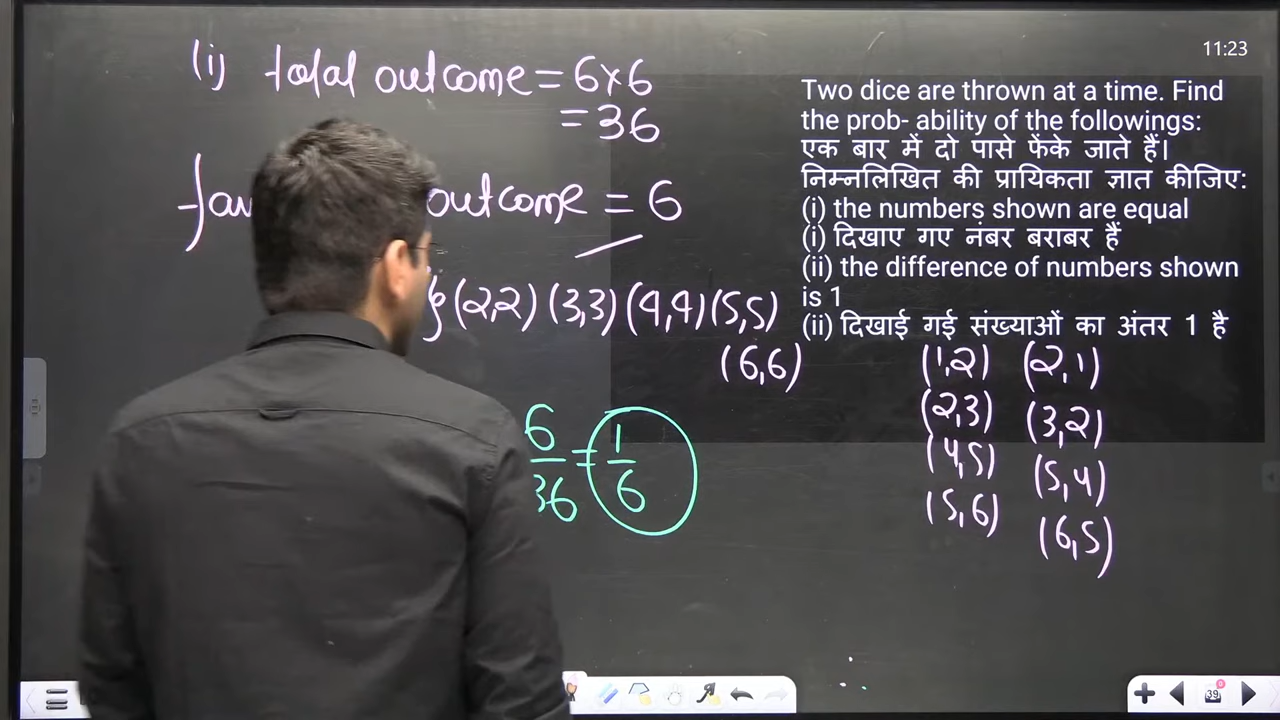 11:23
(i) total outcome = 6×6
= 36
outcome = 6
(2,2) (3,3) (4,4) (5,5)
(6,6)
6/36 = 1/6
Two dice are thrown at a time. Find
the prob- ability of the followings:
एक बार में दो पासे फेंके जाते हैं।
निम्नलिखित की प्रायिकता ज्ञात कीजिए:
(i) the numbers shown are equal
(i) दिखाए गए नंबर बराबर हैं
(ii) the difference of numbers shown
is 1
(ii) दिखाई गई संख्याओं का अंतर 1 है
(1,2) (2,1)
(2,3) (3,2)
(4,5) (5,4)
(5,6) (6,5)
39